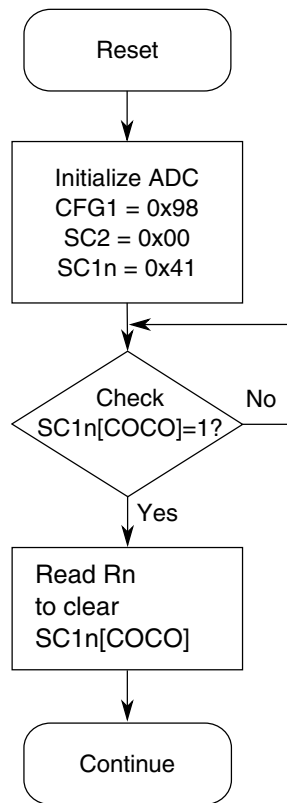 Reset
Initialize ADC
CFG1 = 0x98
SC2 = 0x00
SC1n = 0x41
Check
SC1n[COCO]=1?
No
Yes
Read Rn
to clear
SC1n[COCO]
Continue